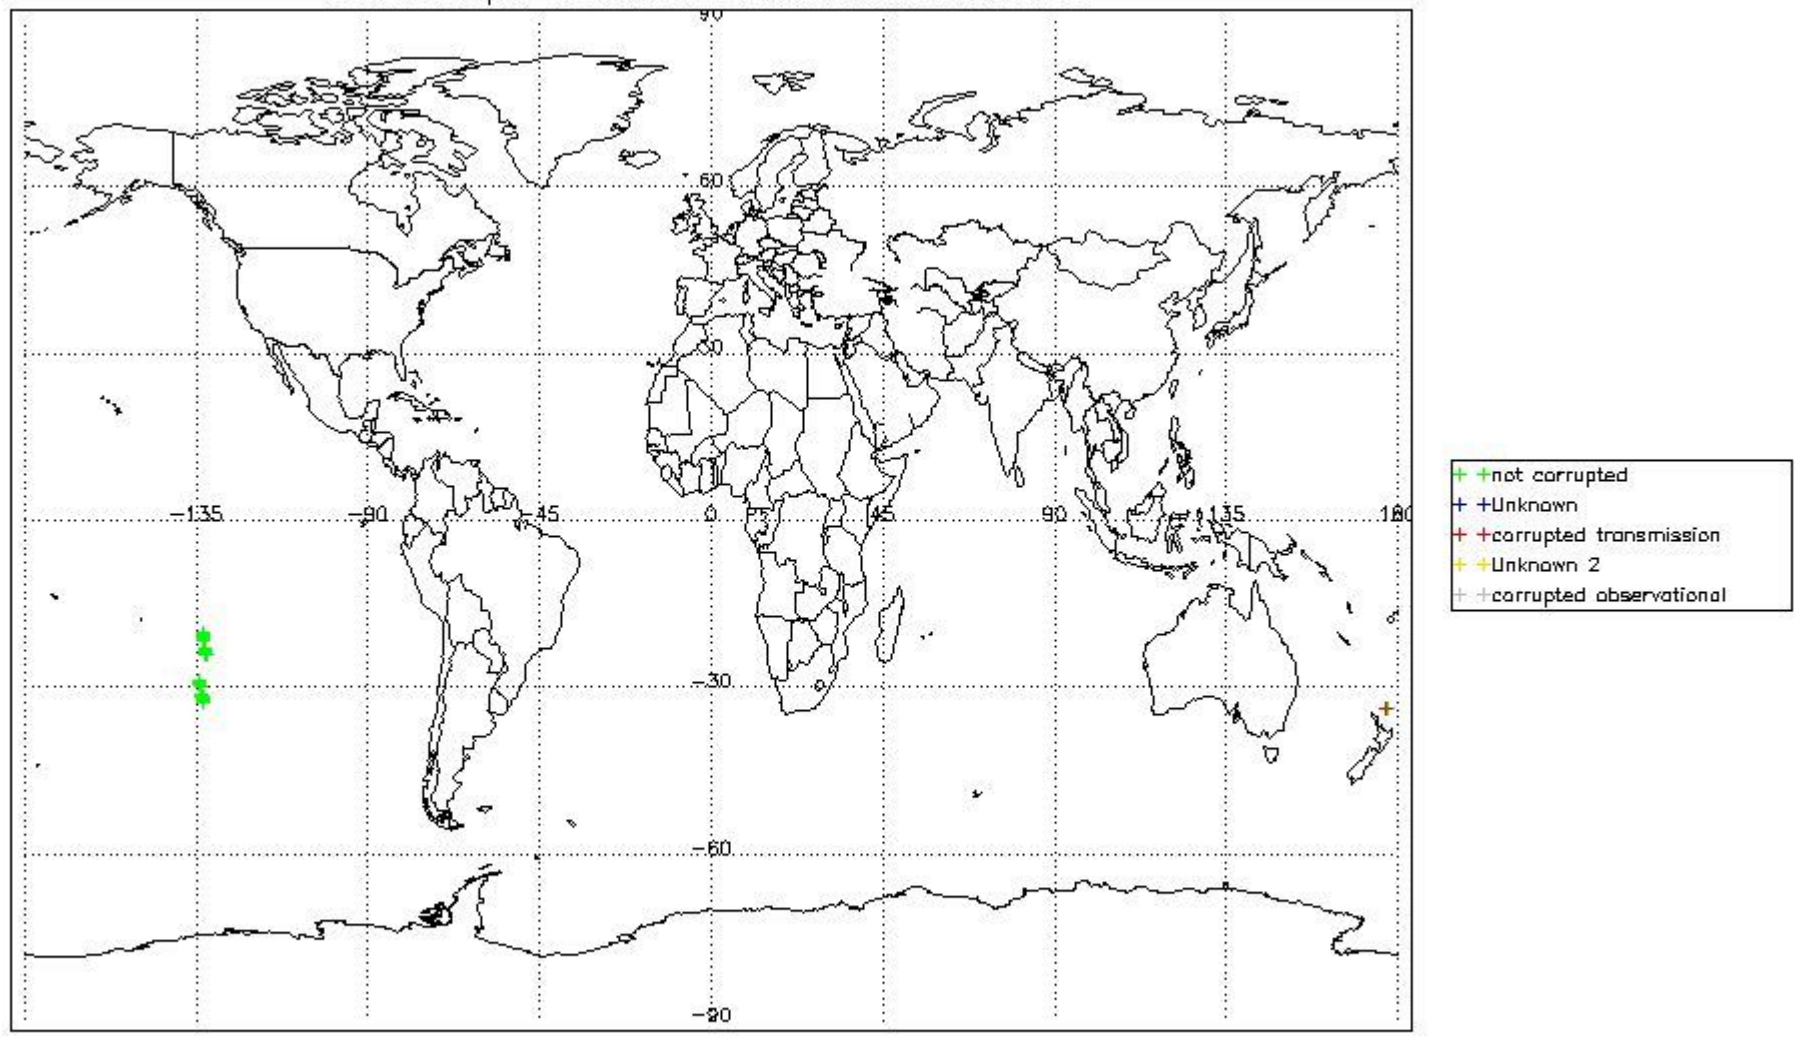 90
60
30
-135 -90 -45 0 45 90 135 180
-30
-60
-90
not corrupted
Unknown
corrupted transmission
Unknown 2
corrupted observational